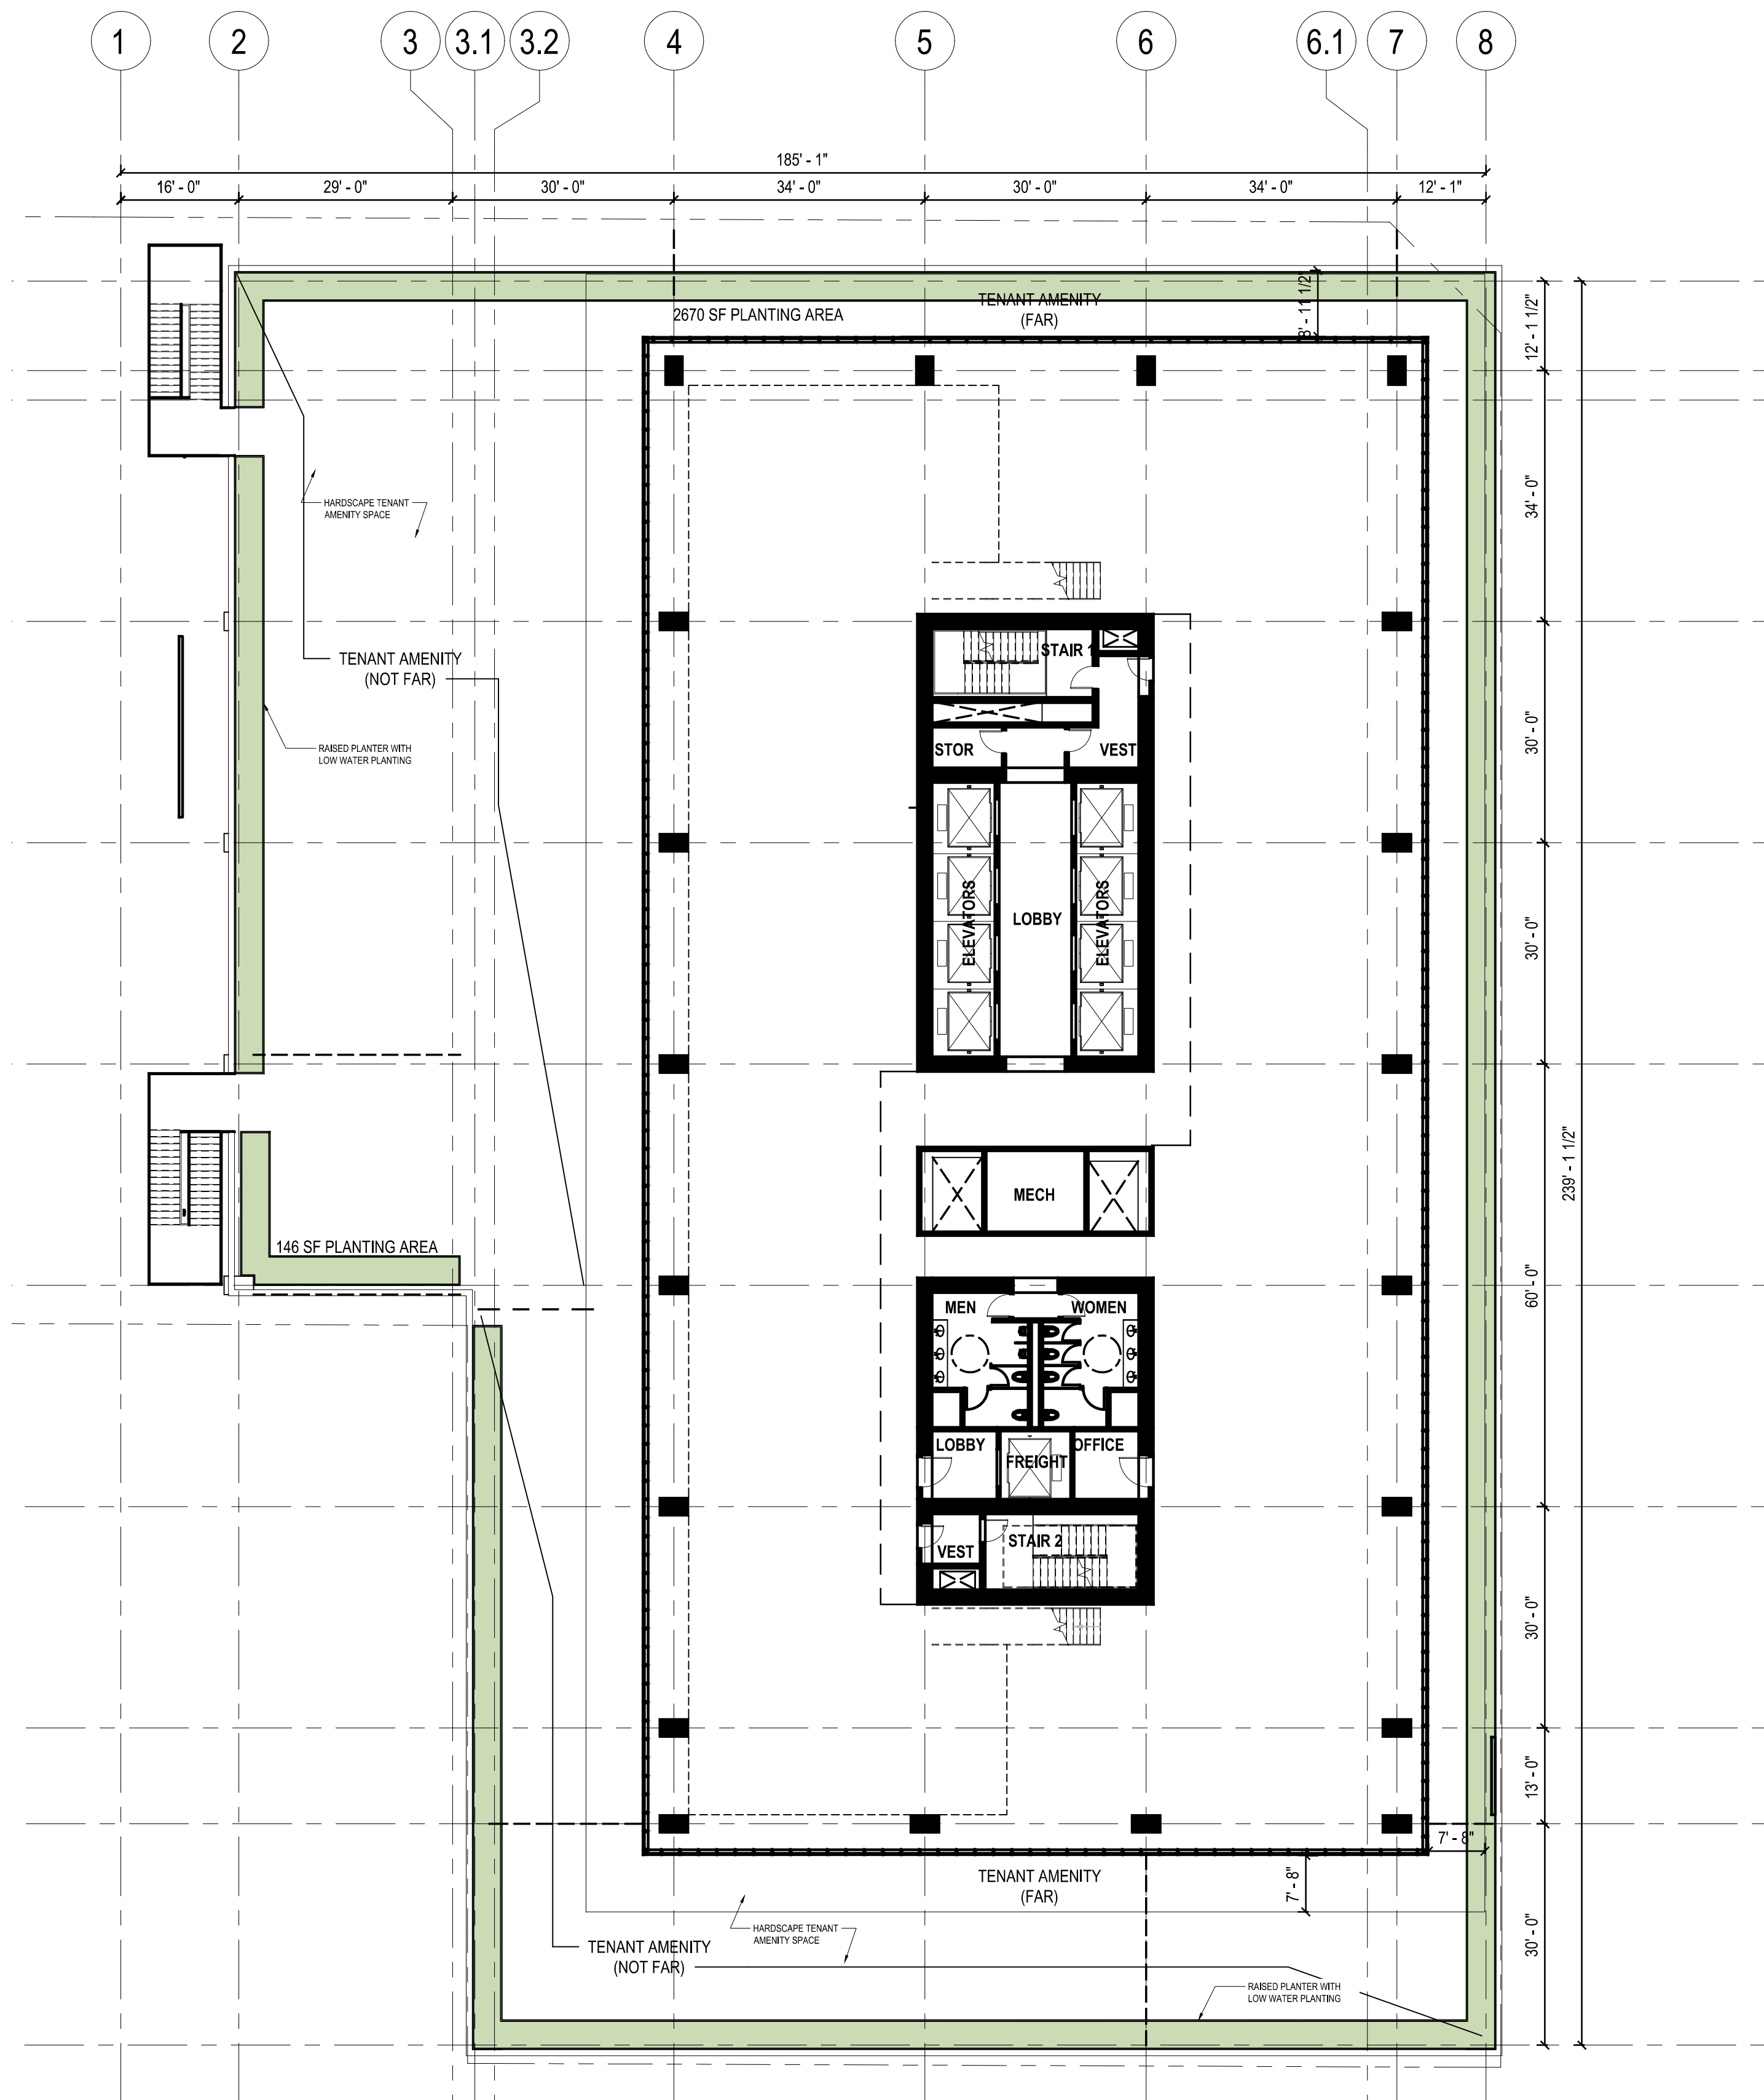 1
2
3
3.1
3.2
4
5
6
6.1
7
8
185' - 1"
16' - 0"
29' - 0"
30' - 0"
34' - 0"
30' - 0"
34' - 0"
12' - 1"
TENANT AMENITY
(FAR)
2670 SF PLANTING AREA
8' - 11 1/2"
12' - 1 1/2"
34' - 0"
HARDSCAPE TENANT
AMENITY SPACE
TENANT AMENITY
(NOT FAR)
STAIR 1
RAISED PLANTER WITH
LOW WATER PLANTING
STOR
VEST
30' - 0"
ELEVATORS
LOBBY
ELEVATORS
30' - 0"
239' - 1 1/2"
MECH
146 SF PLANTING AREA
60' - 0"
MEN
WOMEN
LOBBY
FREIGHT
OFFICE
VEST
STAIR 2
30' - 0"
13' - 0"
7' - 8"
TENANT AMENITY
(FAR)
7' - 8"
HARDSCAPE TENANT
AMENITY SPACE
TENANT AMENITY
(NOT FAR)
30' - 0"
RAISED PLANTER WITH
LOW WATER PLANTING